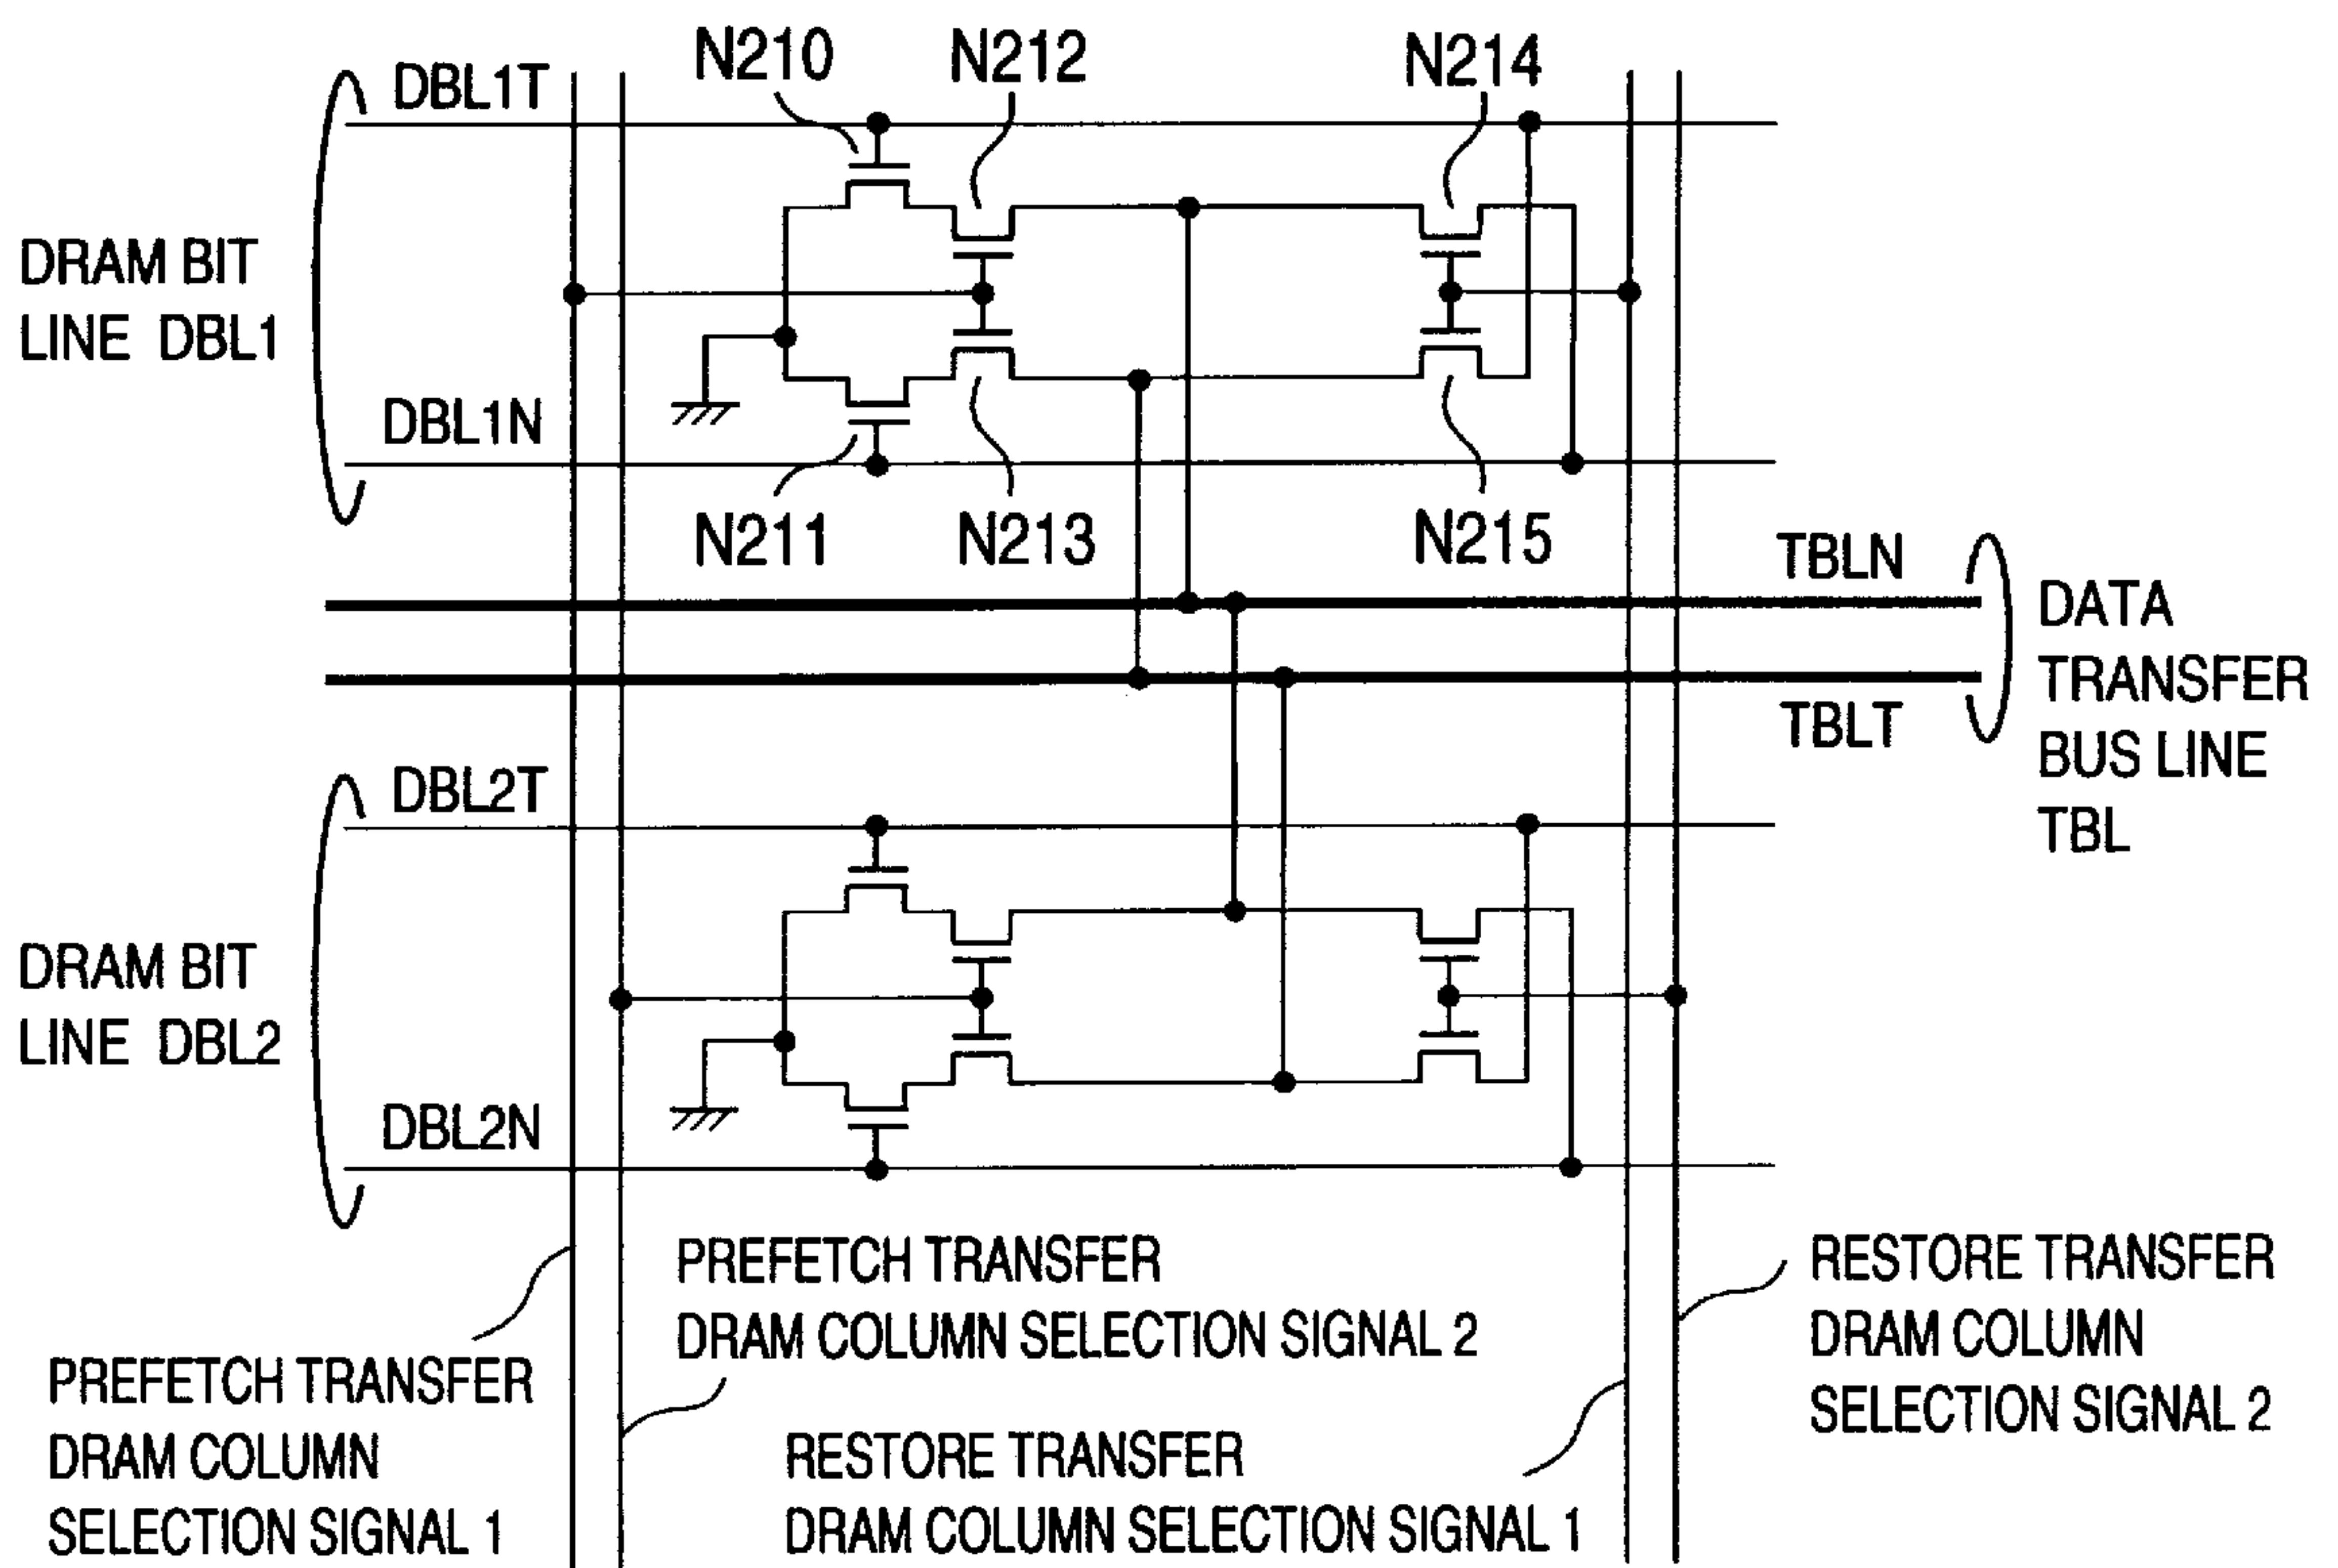 N210
N212
N214
DBL1T
DRAM BIT
LINE DBL1
DBL1N
N211
N213
N215
TBLN
DATA
TRANSFER
BUS LINE
TBL
TBLT
DBL2T
DRAM BIT
LINE DBL2
DBL2N
PREFETCH TRANSFER
DRAM COLUMN SELECTION SIGNAL 2
RESTORE TRANSFER
DRAM COLUMN
SELECTION SIGNAL 2
PREFETCH TRANSFER
DRAM COLUMN
SELECTION SIGNAL 1
RESTORE TRANSFER
DRAM COLUMN SELECTION SIGNAL 1